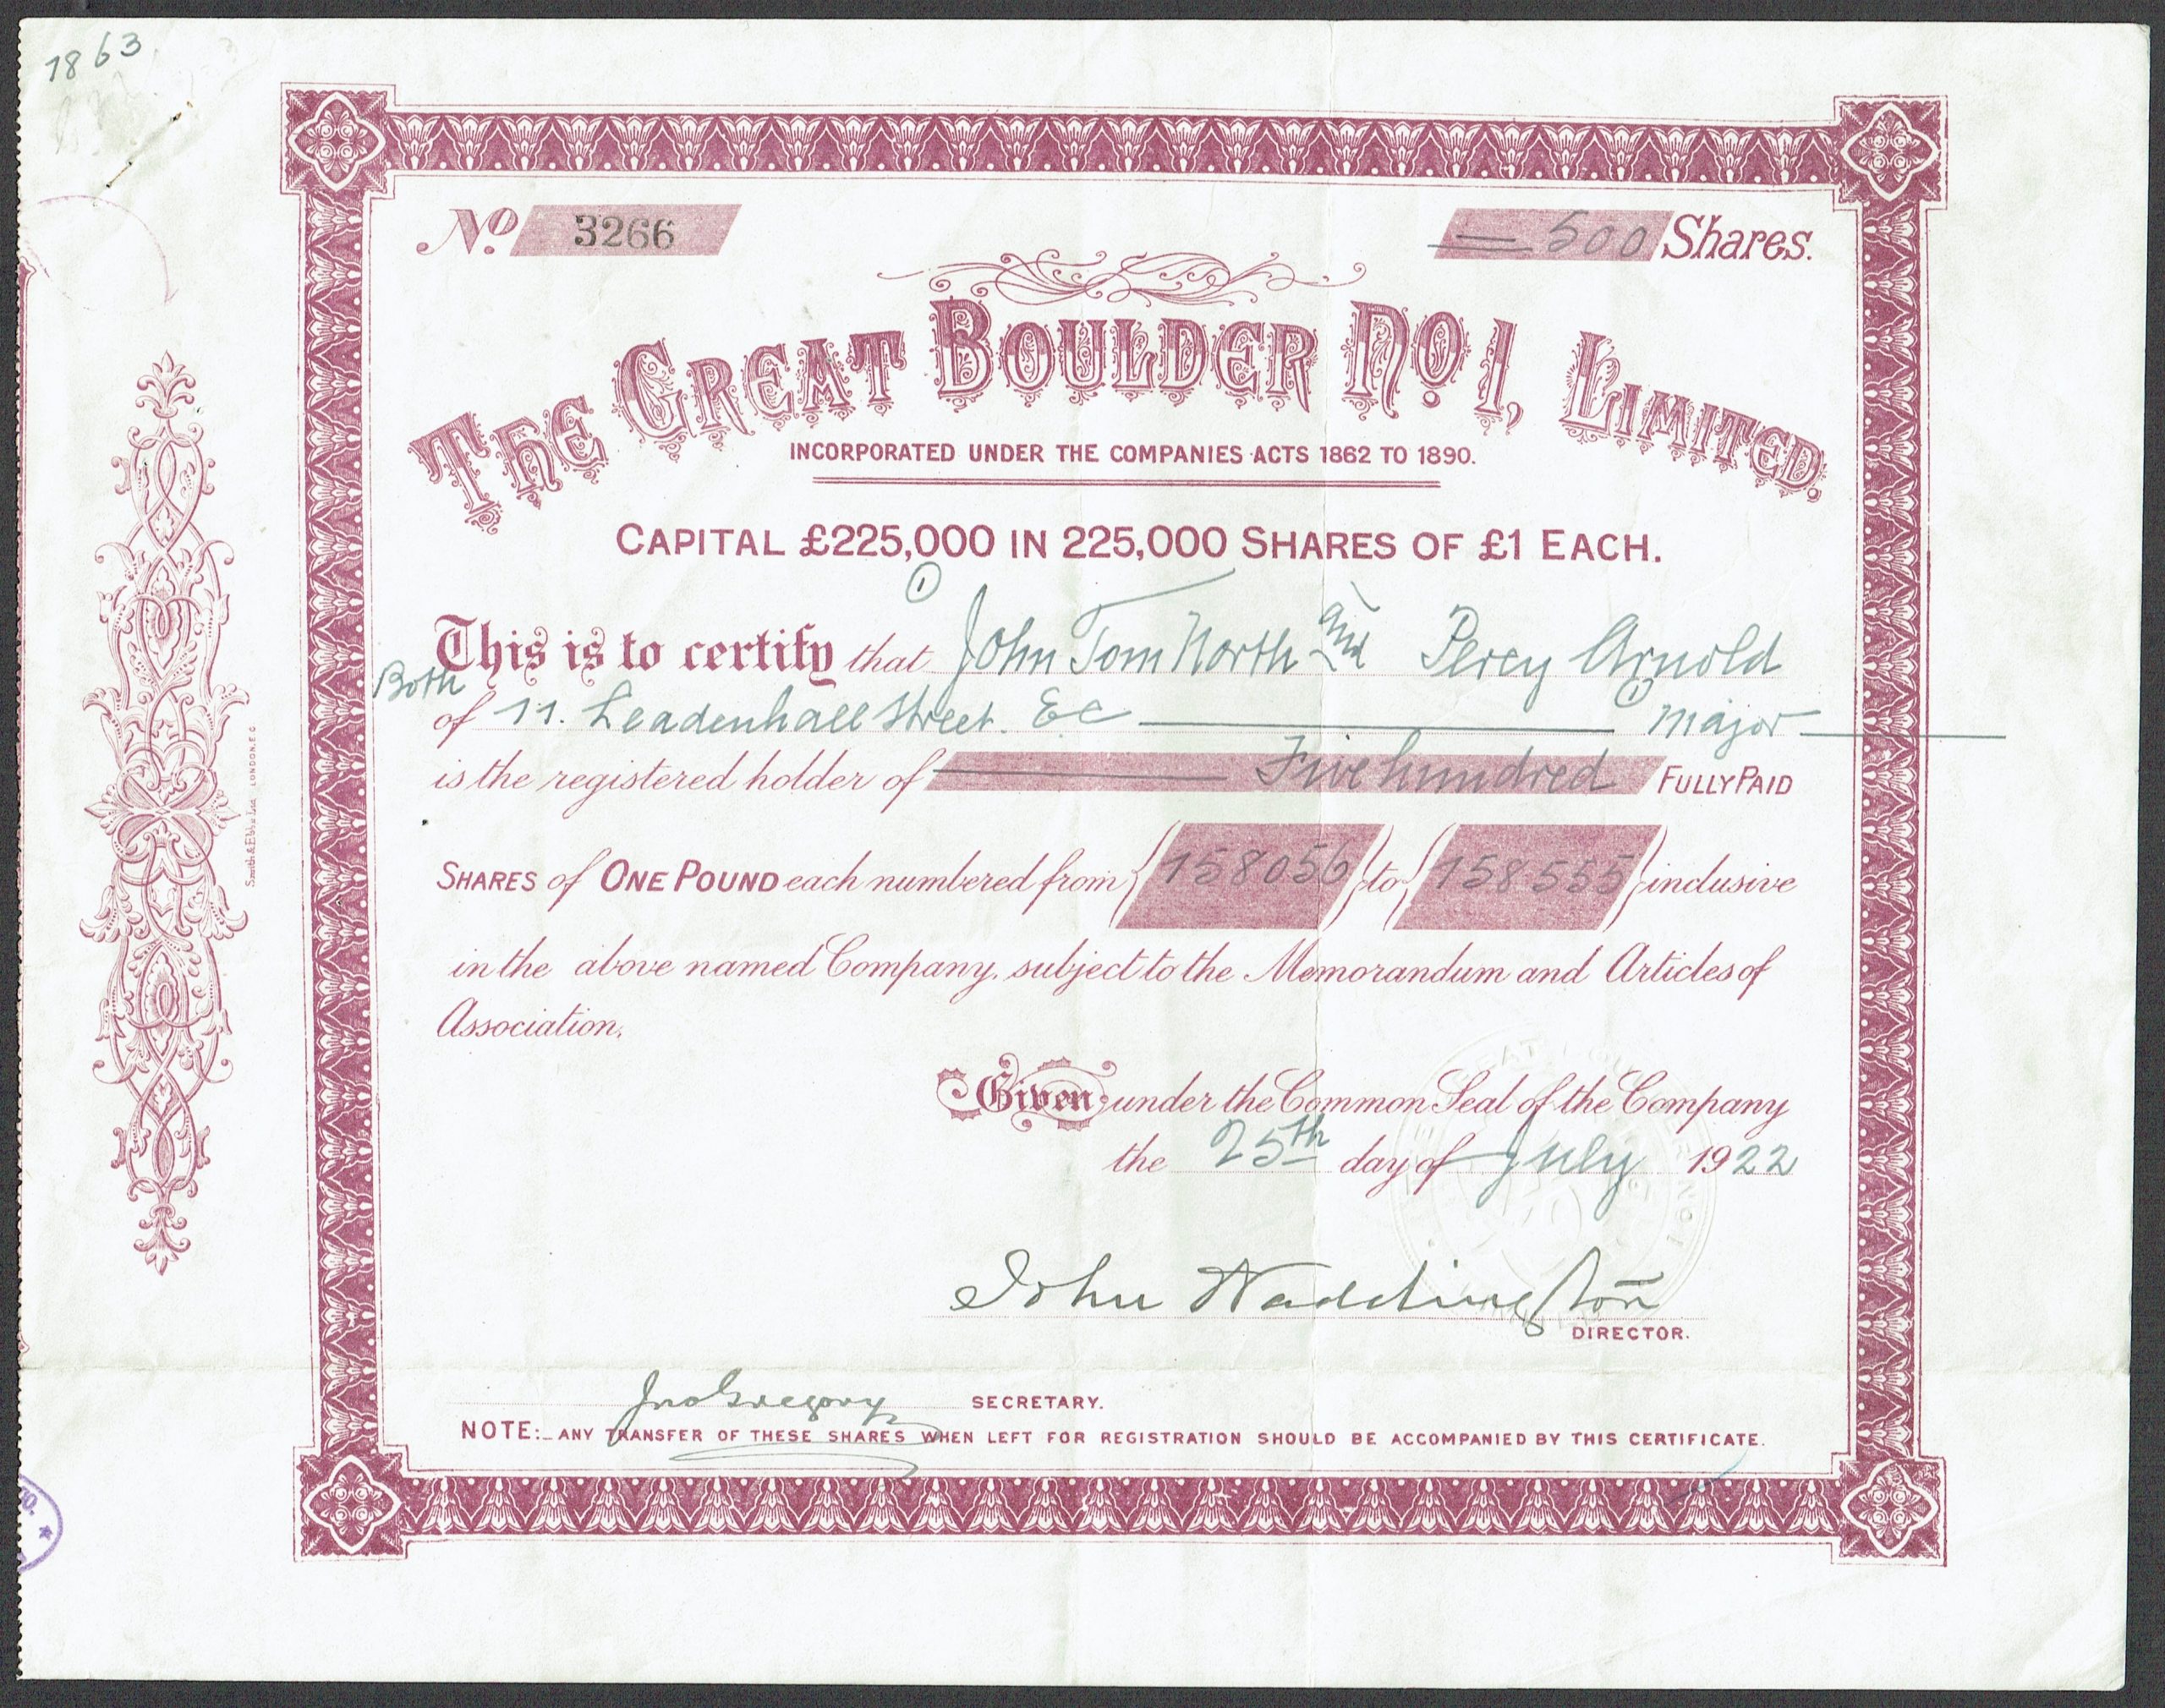 1863
No. 3266
500 Shares.
THE GREAT BOULDER No 1, LIMITED.
INCORPORATED UNDER THE COMPANIES ACTS 1862 TO 1890.
CAPITAL £225,000 IN 225,000 SHARES OF £1 EACH.
This is to certify that (1) John Tom North and Percy Arnold
Both of 11. Leadenhall Street. EC (1) Major
is the registered holder of Five hundred FULLY PAID
SHARES of ONE POUND each numbered from 158056 to 158555 inclusive
in the above named Company, subject to the Memorandum and Articles of
Association.
Given under the Common Seal of the Company
the 25th day of July 1922
John Waddington
DIRECTOR.
Jno Gregory SECRETARY.
NOTE:- ANY TRANSFER OF THESE SHARES WHEN LEFT FOR REGISTRATION SHOULD BE ACCOMPANIED BY THIS CERTIFICATE.
LONDON. E.C.